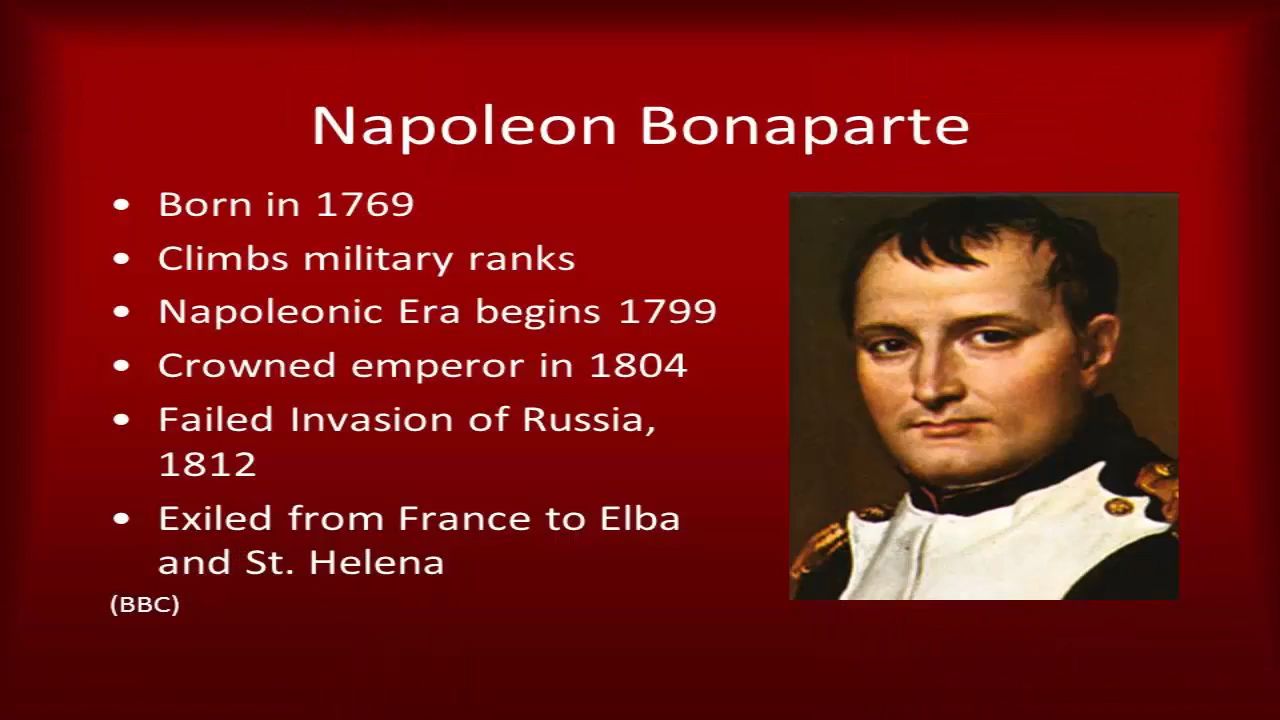 Napoleon Bonaparte
• Born in 1769
• Climbs military ranks
• Napoleonic Era begins 1799
• Crowned emperor in 1804
• Failed Invasion of Russia,
1812
• Exiled from France to Elba
and St. Helena
(BBC)